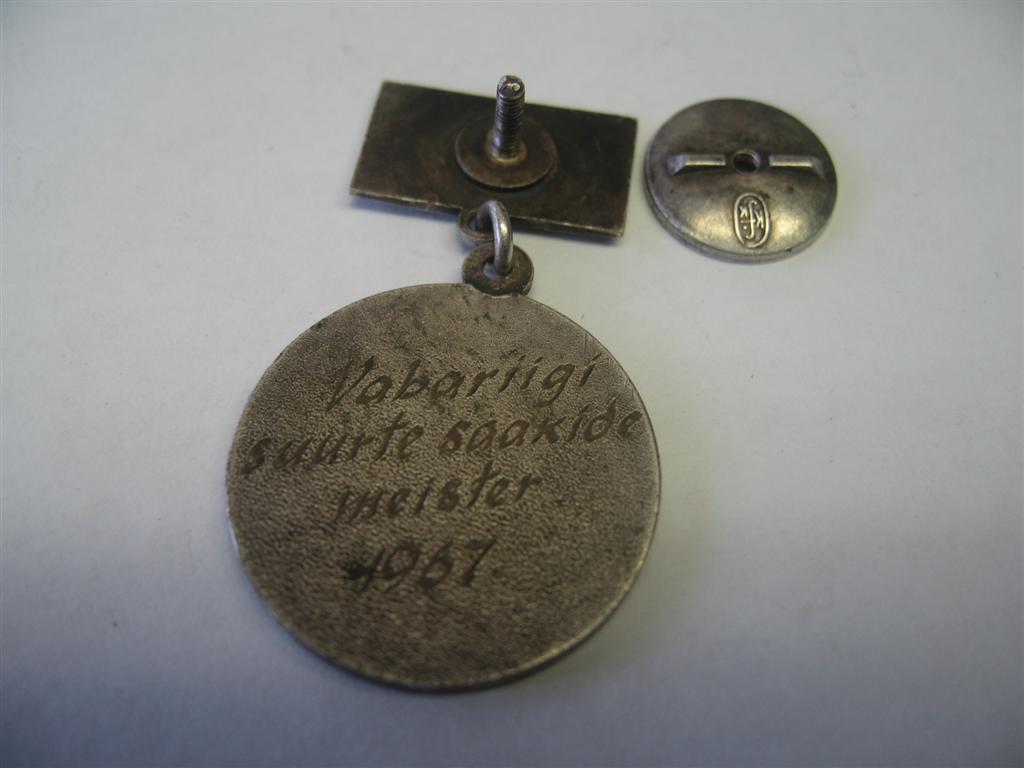 Vabariigi
suurte saakide
meister
1967.